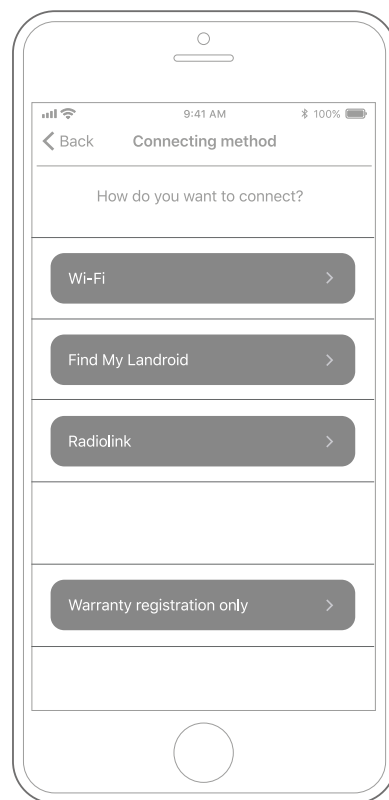 9:41 AM 100%
Back Connecting method
How do you want to connect?
Wi-Fi
Find My Landroid
Radiolink
Warranty registration only